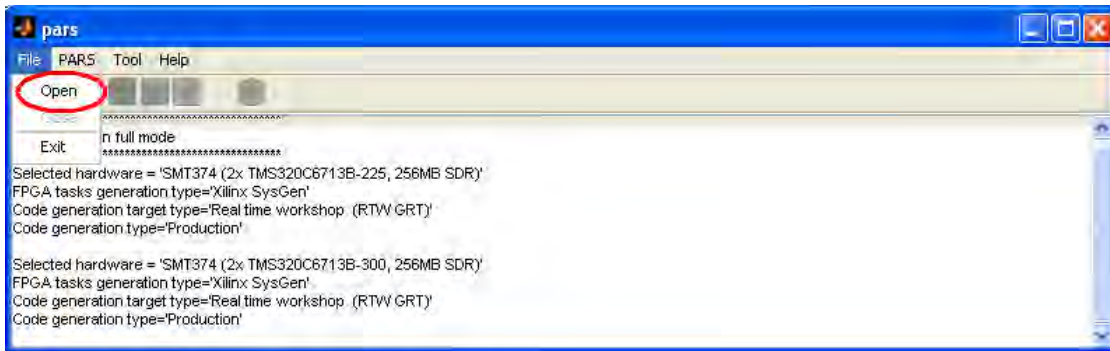 pars
File PARS Tool Help
Open
********************************
n full mode
Exit
********************************
Selected hardware = 'SMT374 (2x TMS320C6713B-225, 256MB SDR)'
FPGA tasks generation type='Xilinx SysGen'
Code generation target type='Real time workshop (RTW GRT)'
Code generation type='Production'
Selected hardware = 'SMT374 (2x TMS320C6713B-300, 256MB SDR)'
FPGA tasks generation type='Xilinx SysGen'
Code generation target type='Real time workshop (RTW GRT)'
Code generation type='Production'